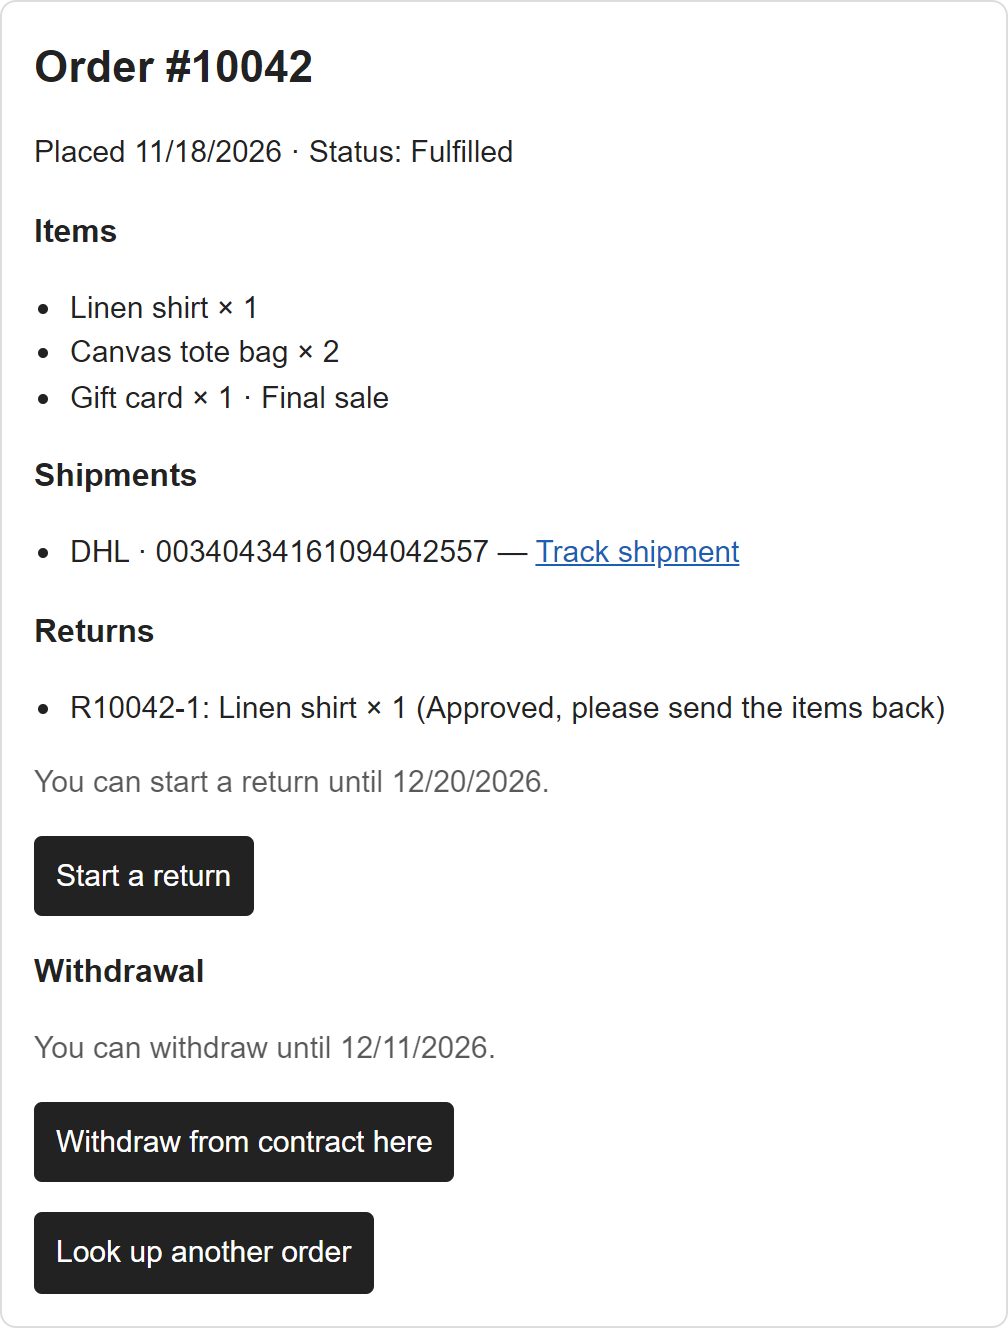 Order #10042
Placed 11/18/2026 · Status: Fulfilled
Items
• Linen shirt × 1
• Canvas tote bag × 2
• Gift card × 1 · Final sale
Shipments
• DHL · 00340434161094042557 — Track shipment
Returns
• R10042-1: Linen shirt × 1 (Approved, please send the items back)
You can start a return until 12/20/2026.
Start a return
Withdrawal
You can withdraw until 12/11/2026.
Withdraw from contract here
Look up another order